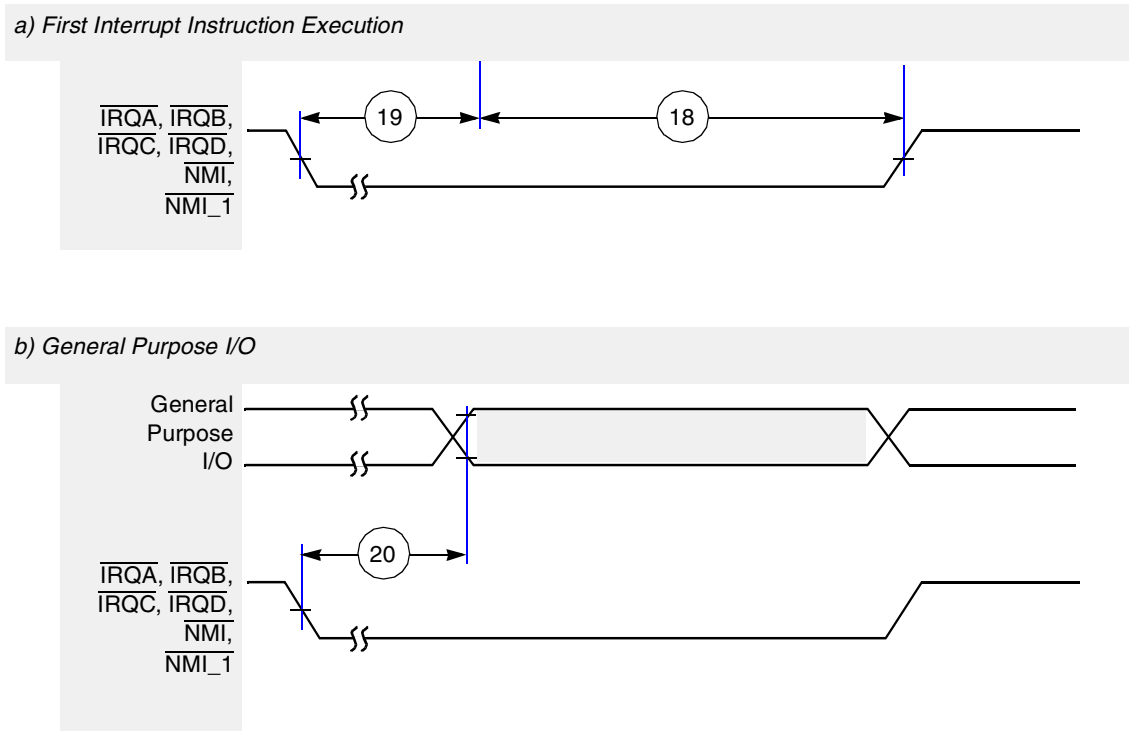 a) First Interrupt Instruction Execution
19
18
IRQA, IRQB,
IRQC, IRQD,
NMI,
NMI_1
b) General Purpose I/O
General
Purpose
I/O
20
IRQA, IRQB,
IRQC, IRQD,
NMI,
NMI_1